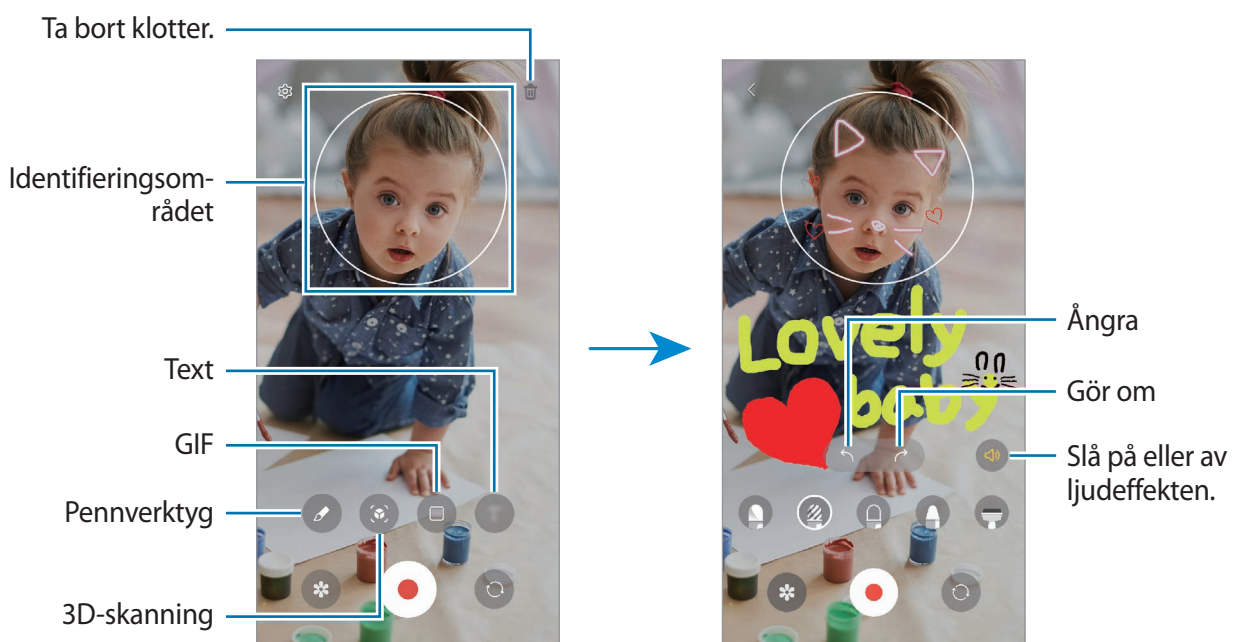 Ta bort klotter.
Identifieringsom-
rådet
Text
GIF
Pennverktyg
3D-skanning
Lovely
baby
Ångra
Gör om
Slå på eller av
ljudeffekten.